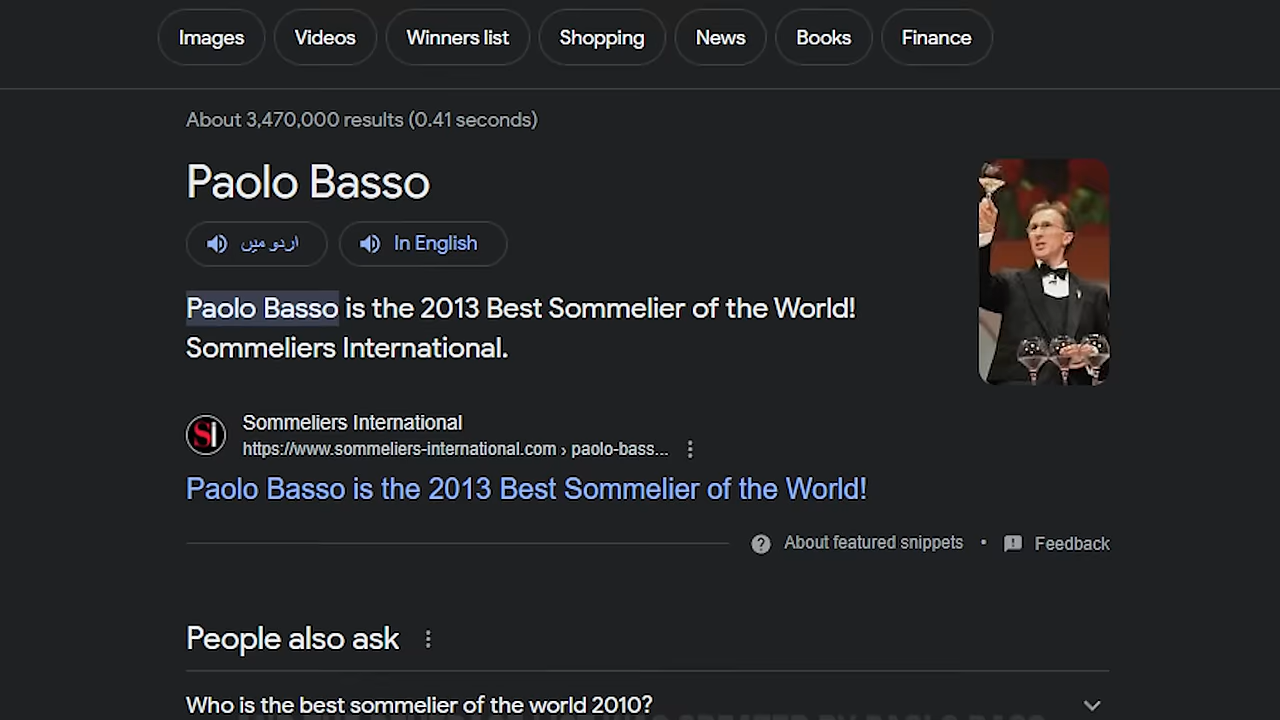 Images Videos Winners list Shopping News Books Finance
About 3,470,000 results (0.41 seconds)
Paolo Basso
اردو میں In English
Paolo Basso is the 2013 Best Sommelier of the World!
Sommeliers International.
Sommeliers International
https://www.sommeliers-international.com › paolo-bass...
SI
Paolo Basso is the 2013 Best Sommelier of the World!
About featured snippets • Feedback
People also ask
Who is the best sommelier of the world 2010?